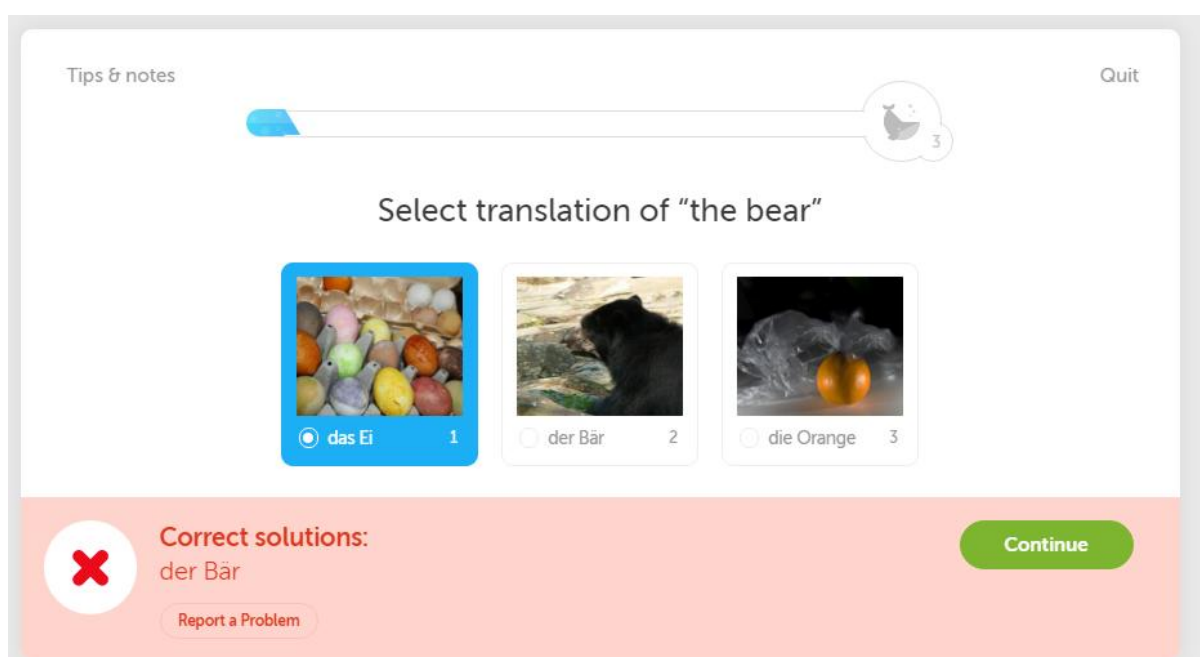 Tips & notes
Quit
3
Select translation of “the bear”
das Ei 1
der Bär 2
die Orange 3
Correct solutions:
der Bär
Continue
Report a Problem